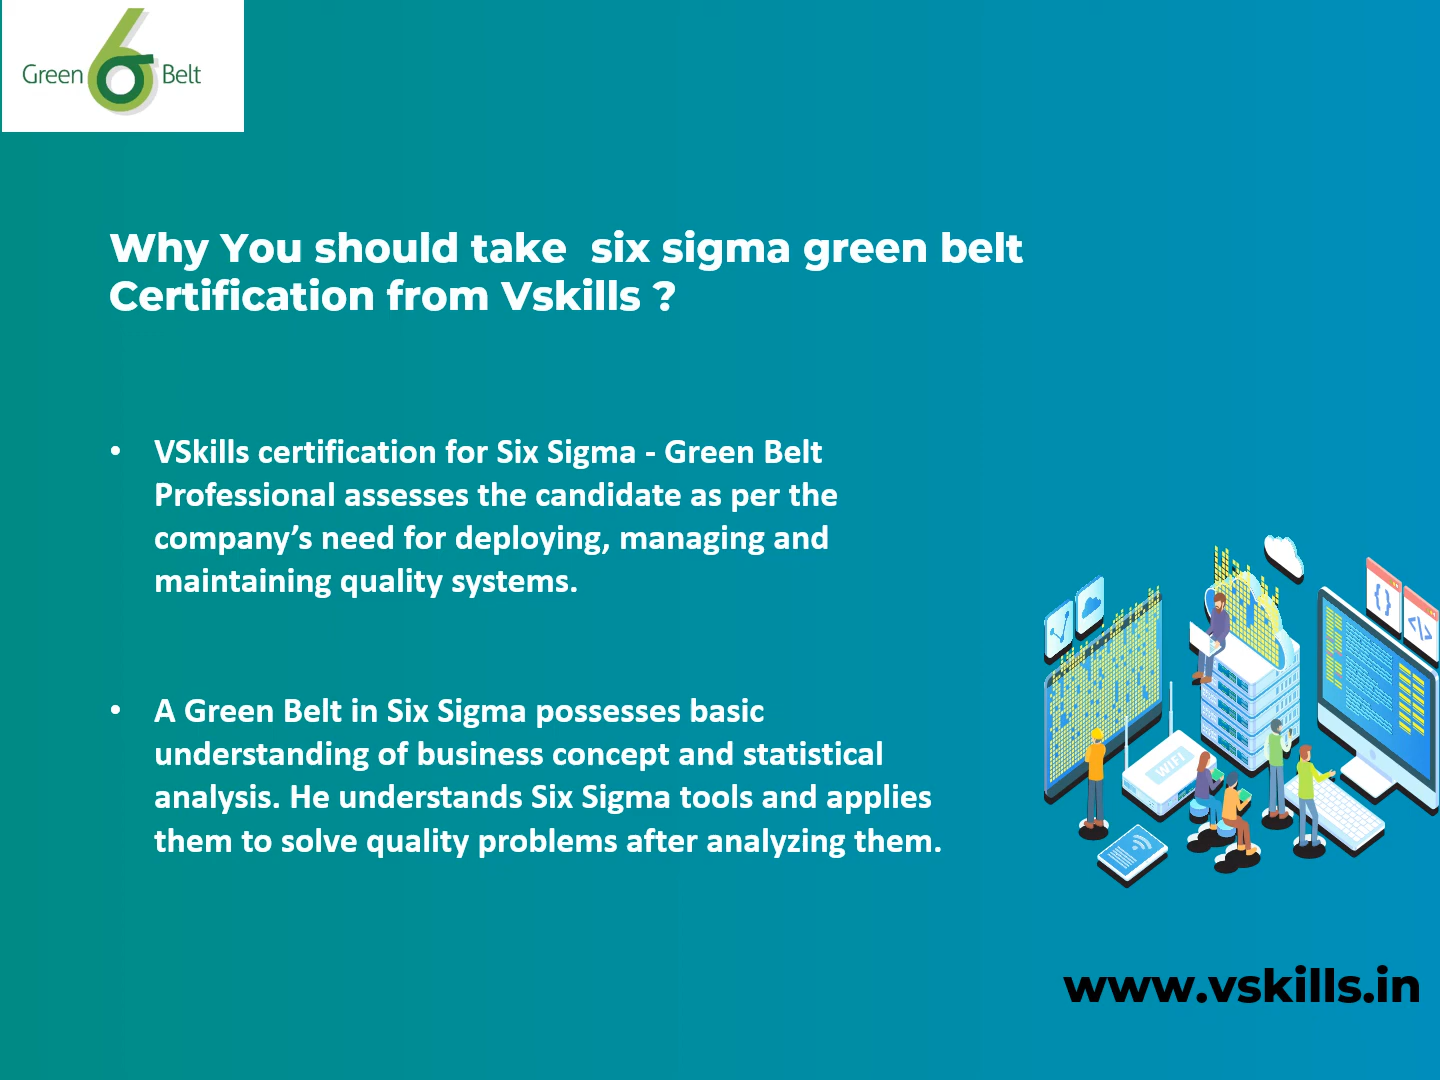 Green 6σ Belt
Why You should take  six sigma green belt
Certification from Vskills ?
• VSkills certification for Six Sigma - Green Belt
Professional assesses the candidate as per the
company’s need for deploying, managing and
maintaining quality systems.
• A Green Belt in Six Sigma possesses basic
understanding of business concept and statistical
analysis. He understands Six Sigma tools and applies
them to solve quality problems after analyzing them.
{ }
</>
WIFI
www.vskills.in